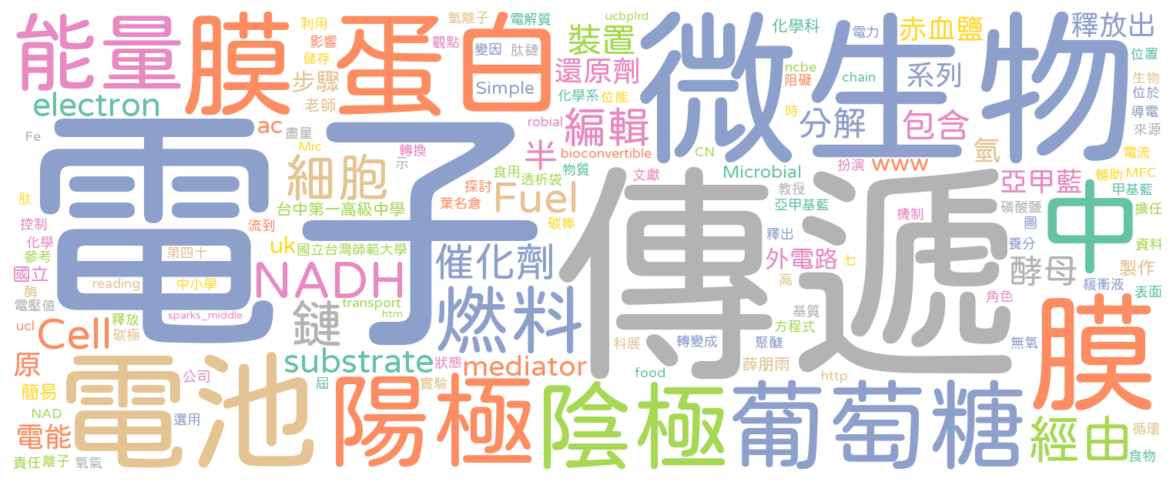 能量
膜
蛋白
微生物
電子
傳遞
中
膜
電池
陽極
陰極
葡萄糖
燃料
NADH
細胞
Fuel
催化劑
鏈
Cell
substrate
mediator
electron
編輯
裝置
還原劑
赤血鹽
釋放出
系列
分解
包含
氫
亞甲藍
酵母
外電路
經由
半
www
ac
uk
原
電能
簡易
國立
步驟
老師
儲存
影響
利用
氫離子
電解質
觀點
變因
肽鏈
Simple
ucbplrd
化學科
電力
化學系
位能
ncbe
阻礙
chain
時
位置
生物
位於
導電
來源
電流
輔助
MFC
甲基藍
擔任
資料
表面
製作
緩衝液
養分
圖
磷酸鹽
機制
角色
無氧
循環
食物
Fe
盡量
Mic
轉換
示
robial
bioconvertible
食用
透析袋
物質
探討
葉名倉
碳棒
CN
Microbial
文獻
教授
亞甲基藍
扮演
釋出
高
七
基質
方程式
聚醚
轉變成
科展
薛朋雨
food
http
肽
控制
化學
參考
流到
台中第一高級中學
國立台灣師範大學
第四十
中小學
reading
酶
電壓值
sparks_middle
transport
htm
ucl
釋放
碳極
狀態
屆
實驗
公司
選用
NAD
責任
離子
氧氣